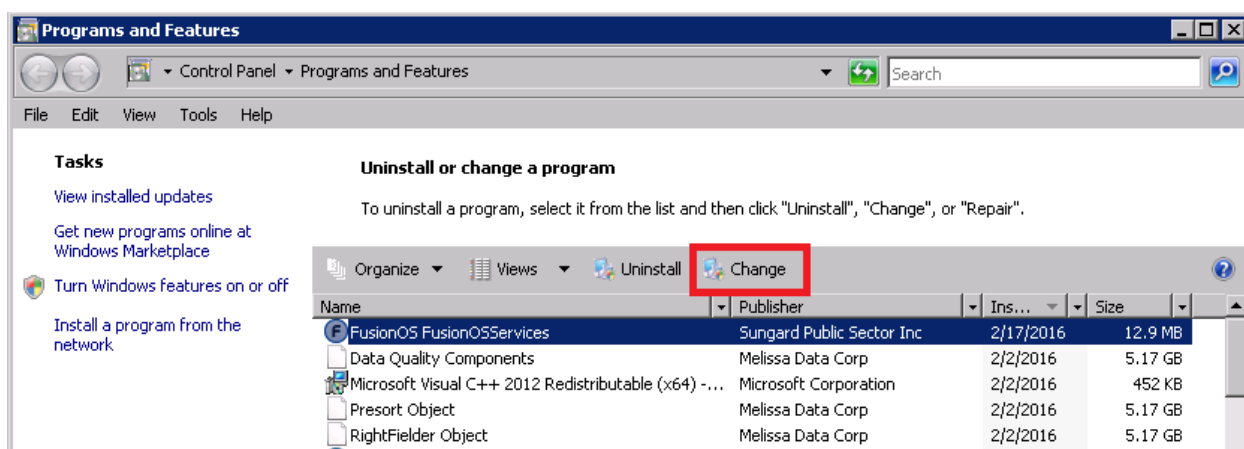 Programs and Features
Control Panel Programs and Features Search
File Edit View Tools Help
Tasks
View installed updates
Get new programs online at
Windows Marketplace
Turn Windows features on or off
Install a program from the
network
Uninstall or change a program
To uninstall a program, select it from the list and then click "Uninstall", "Change", or "Repair".
Organize Views Uninstall Change
Name Publisher Ins... Size
F FusionOS FusionOSServices Sungard Public Sector Inc 2/17/2016 12.9 MB
Data Quality Components Melissa Data Corp 2/2/2016 5.17 GB
Microsoft Visual C++ 2012 Redistributable (x64) -... Microsoft Corporation 2/2/2016 452 KB
Presort Object Melissa Data Corp 2/2/2016 5.17 GB
RightFielder Object Melissa Data Corp 2/2/2016 5.17 GB